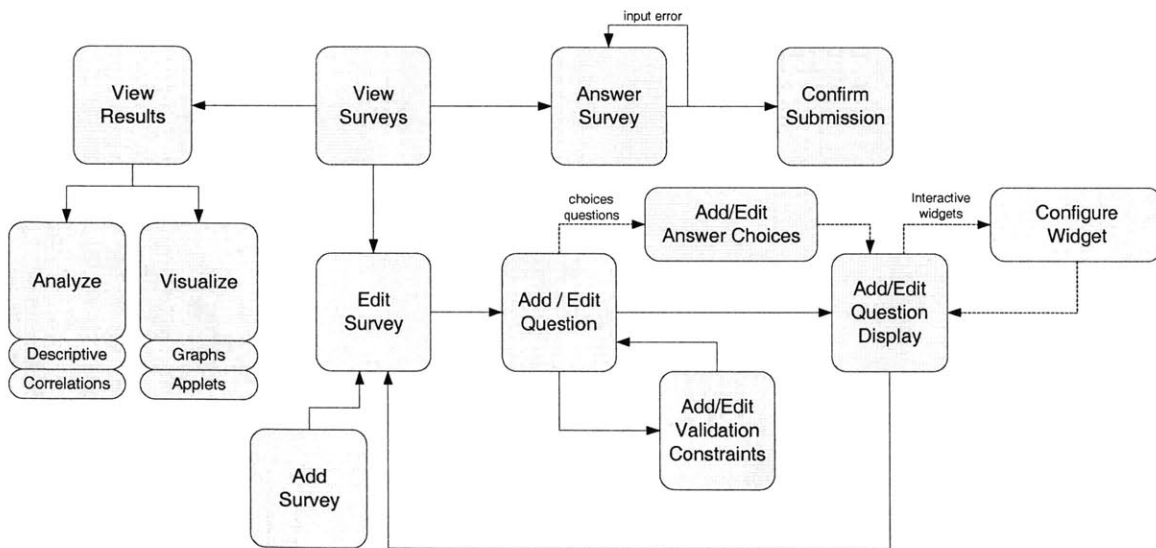 input error
View
Results
View
Surveys
Answer
Survey
Confirm
Submission
choices
questions
Add/Edit
Answer Choices
Interactive
widgets
Configure
Widget
Analyze
Visualize
Edit
Survey
Add / Edit
Question
Add/Edit
Question
Display
Descriptive
Graphs
Correlations
Applets
Add/Edit
Validation
Constraints
Add
Survey